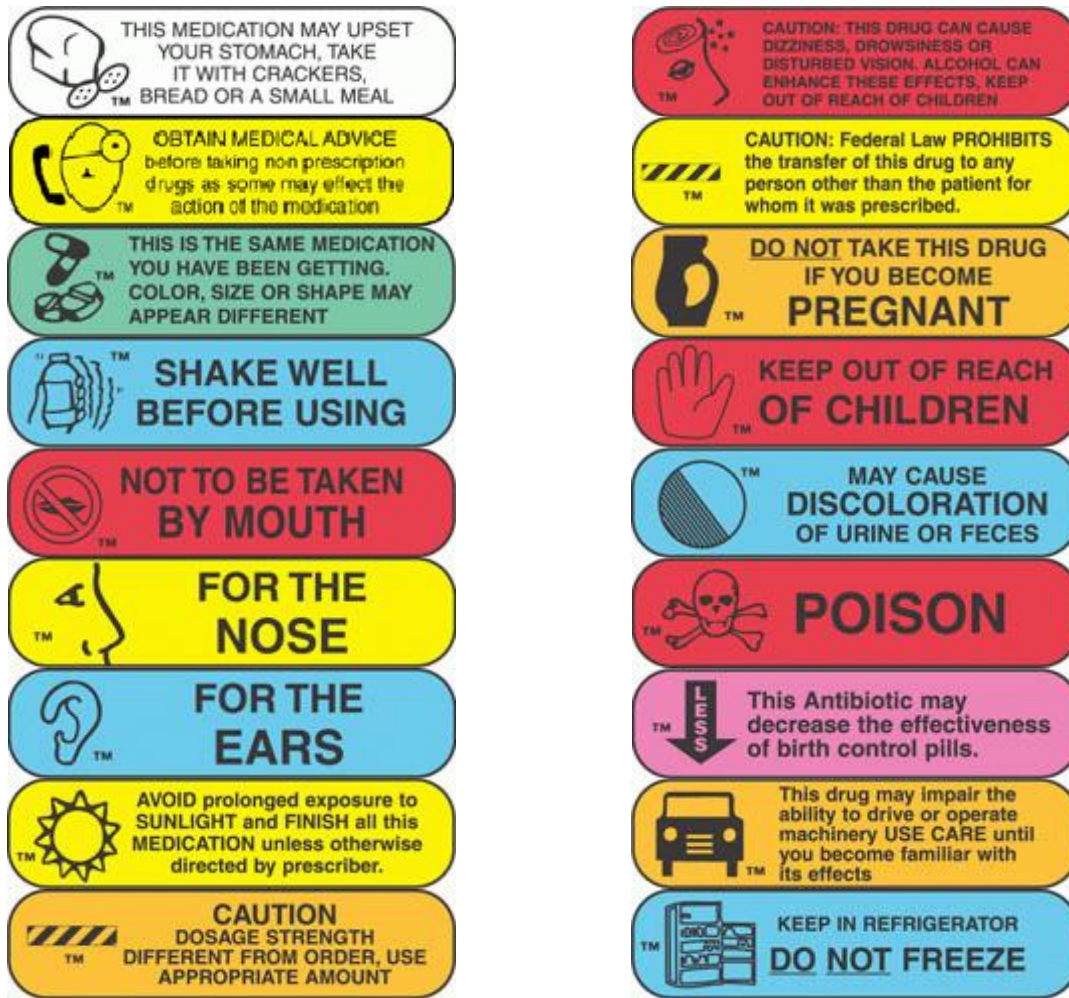 THIS MEDICATION MAY UPSET
YOUR STOMACH, TAKE
IT WITH CRACKERS,
BREAD OR A SMALL MEAL
TM
OBTAIN MEDICAL ADVICE
before taking non prescription
drugs as some may effect the
action of the medication
TM
THIS IS THE SAME MEDICATION
YOU HAVE BEEN GETTING.
COLOR, SIZE OR SHAPE MAY
APPEAR DIFFERENT
TM
SHAKE WELL
BEFORE USING
TM
NOT TO BE TAKEN
BY MOUTH
TM
FOR THE
NOSE
TM
FOR THE
EARS
TM
AVOID prolonged exposure to
SUNLIGHT and FINISH all this
MEDICATION unless otherwise
directed by prescriber.
TM
CAUTION
DOSAGE STRENGTH
DIFFERENT FROM ORDER, USE
APPROPRIATE AMOUNT
TM
CAUTION: THIS DRUG CAN CAUSE
DIZZINESS, DROWSINESS OR
DISTURBED VISION. ALCOHOL CAN
ENHANCE THESE EFFECTS, KEEP
OUT OF REACH OF CHILDREN
TM
CAUTION: Federal Law PROHIBITS
the transfer of this drug to any
person other than the patient for
whom it was prescribed.
TM
DO NOT TAKE THIS DRUG
IF YOU BECOME
PREGNANT
TM
KEEP OUT OF REACH
OF CHILDREN
TM
MAY CAUSE
DISCOLORATION
OF URINE OR FECES
TM
POISON
TM
LESS
This Antibiotic may
decrease the effectiveness
of birth control pills.
TM
This drug may impair the
ability to drive or operate
machinery USE CARE until
you become familiar with
its effects
TM
KEEP IN REFRIGERATOR
DO NOT FREEZE
TM